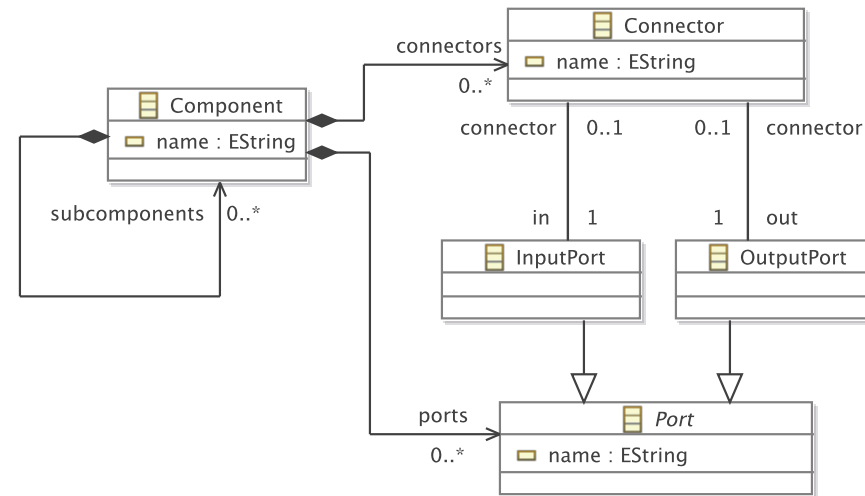 Connector
name : EString
connectors
0..*
Component
name : EString
subcomponents 0..*
connector 0..1
0..1 connector
in 1
1 out
InputPort
OutputPort
Port
name : EString
ports
0..*